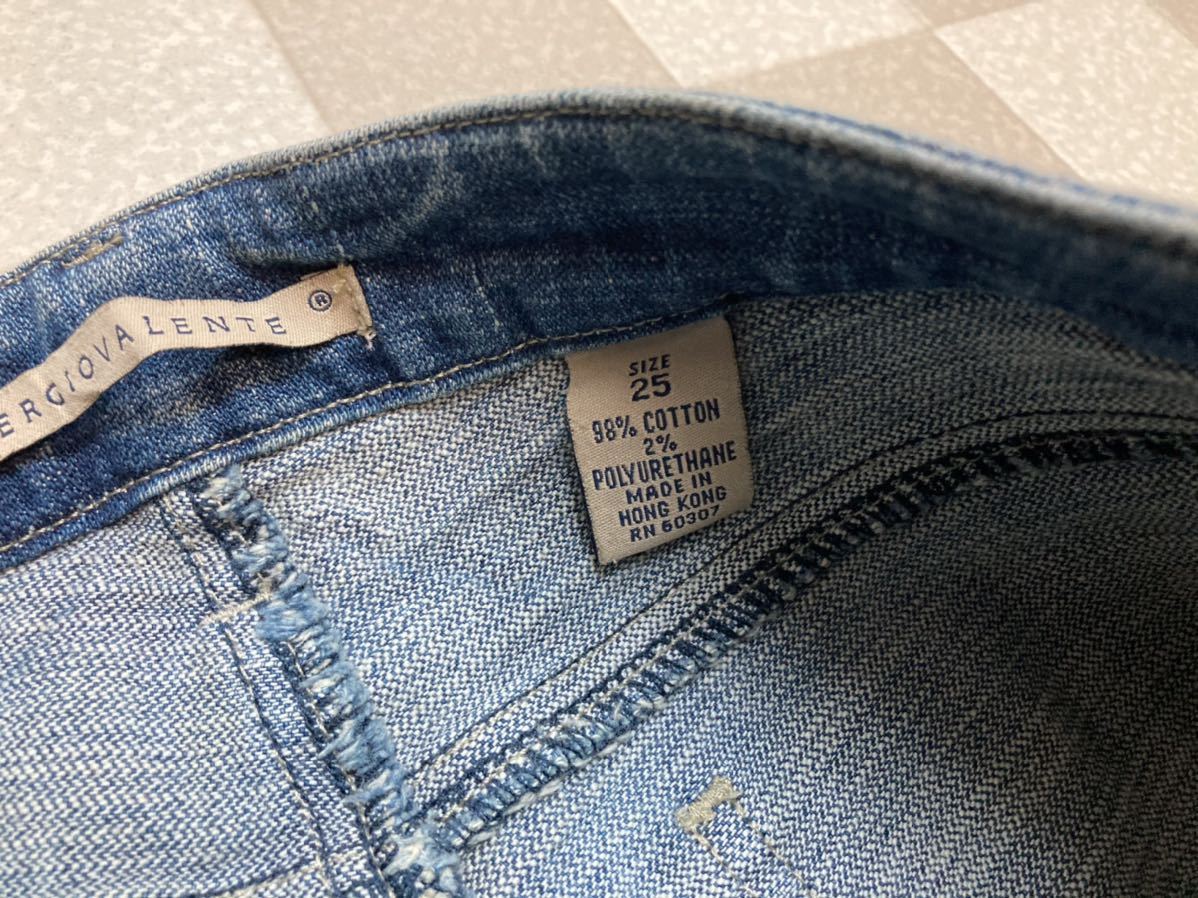 ERGIOVALENTE ®
SIZE
25
98% COTTON
2%
POLYURETHANE
MADE IN
HONG KONG
RN 60307